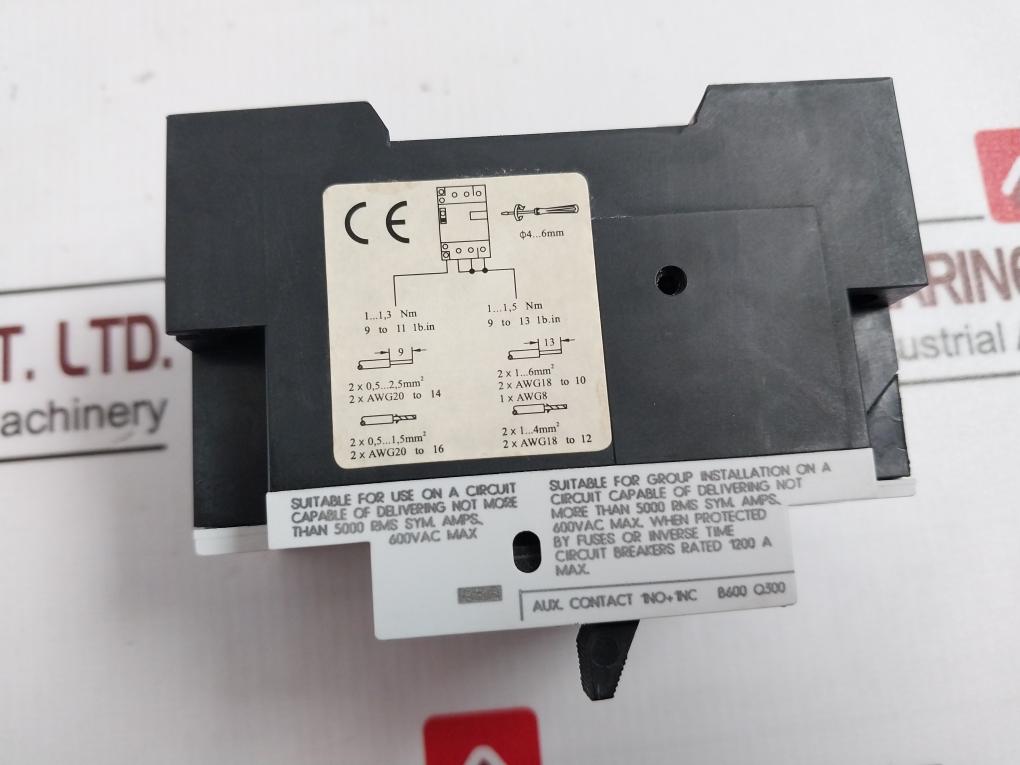 CE
ф4...6mm
1...1,3 Nm
9 to 11 lb.in
9
2 x 0,5...2,5mm²
2 x AWG20 to 14
2 x 0,5...1,5mm²
2 x AWG20 to 16
1...1,5 Nm
9 to 13 lb.in
13
2 x 1...6mm²
2 x AWG18 to 10
1 x AWG8
2 x 1...4mm²
2 x AWG18 to 12
SUITABLE FOR USE ON A CIRCUIT
CAPABLE OF DELIVERING NOT MORE
THAN 5000 RMS SYM. AMPS.
600VAC MAX
SUITABLE FOR GROUP INSTALLATION ON A
CIRCUIT CAPABLE OF DELIVERING NOT
MORE THAN 5000 RMS SYM. AMPS.
600VAC MAX. WHEN PROTECTED
BY FUSES OR INVERSE TIME
CIRCUIT BREAKERS RATED 1200 A
MAX.
AUX. CONTACT 1NO+1NC B600 Q300
T. LTD.
achinery
ARING
dustrial A